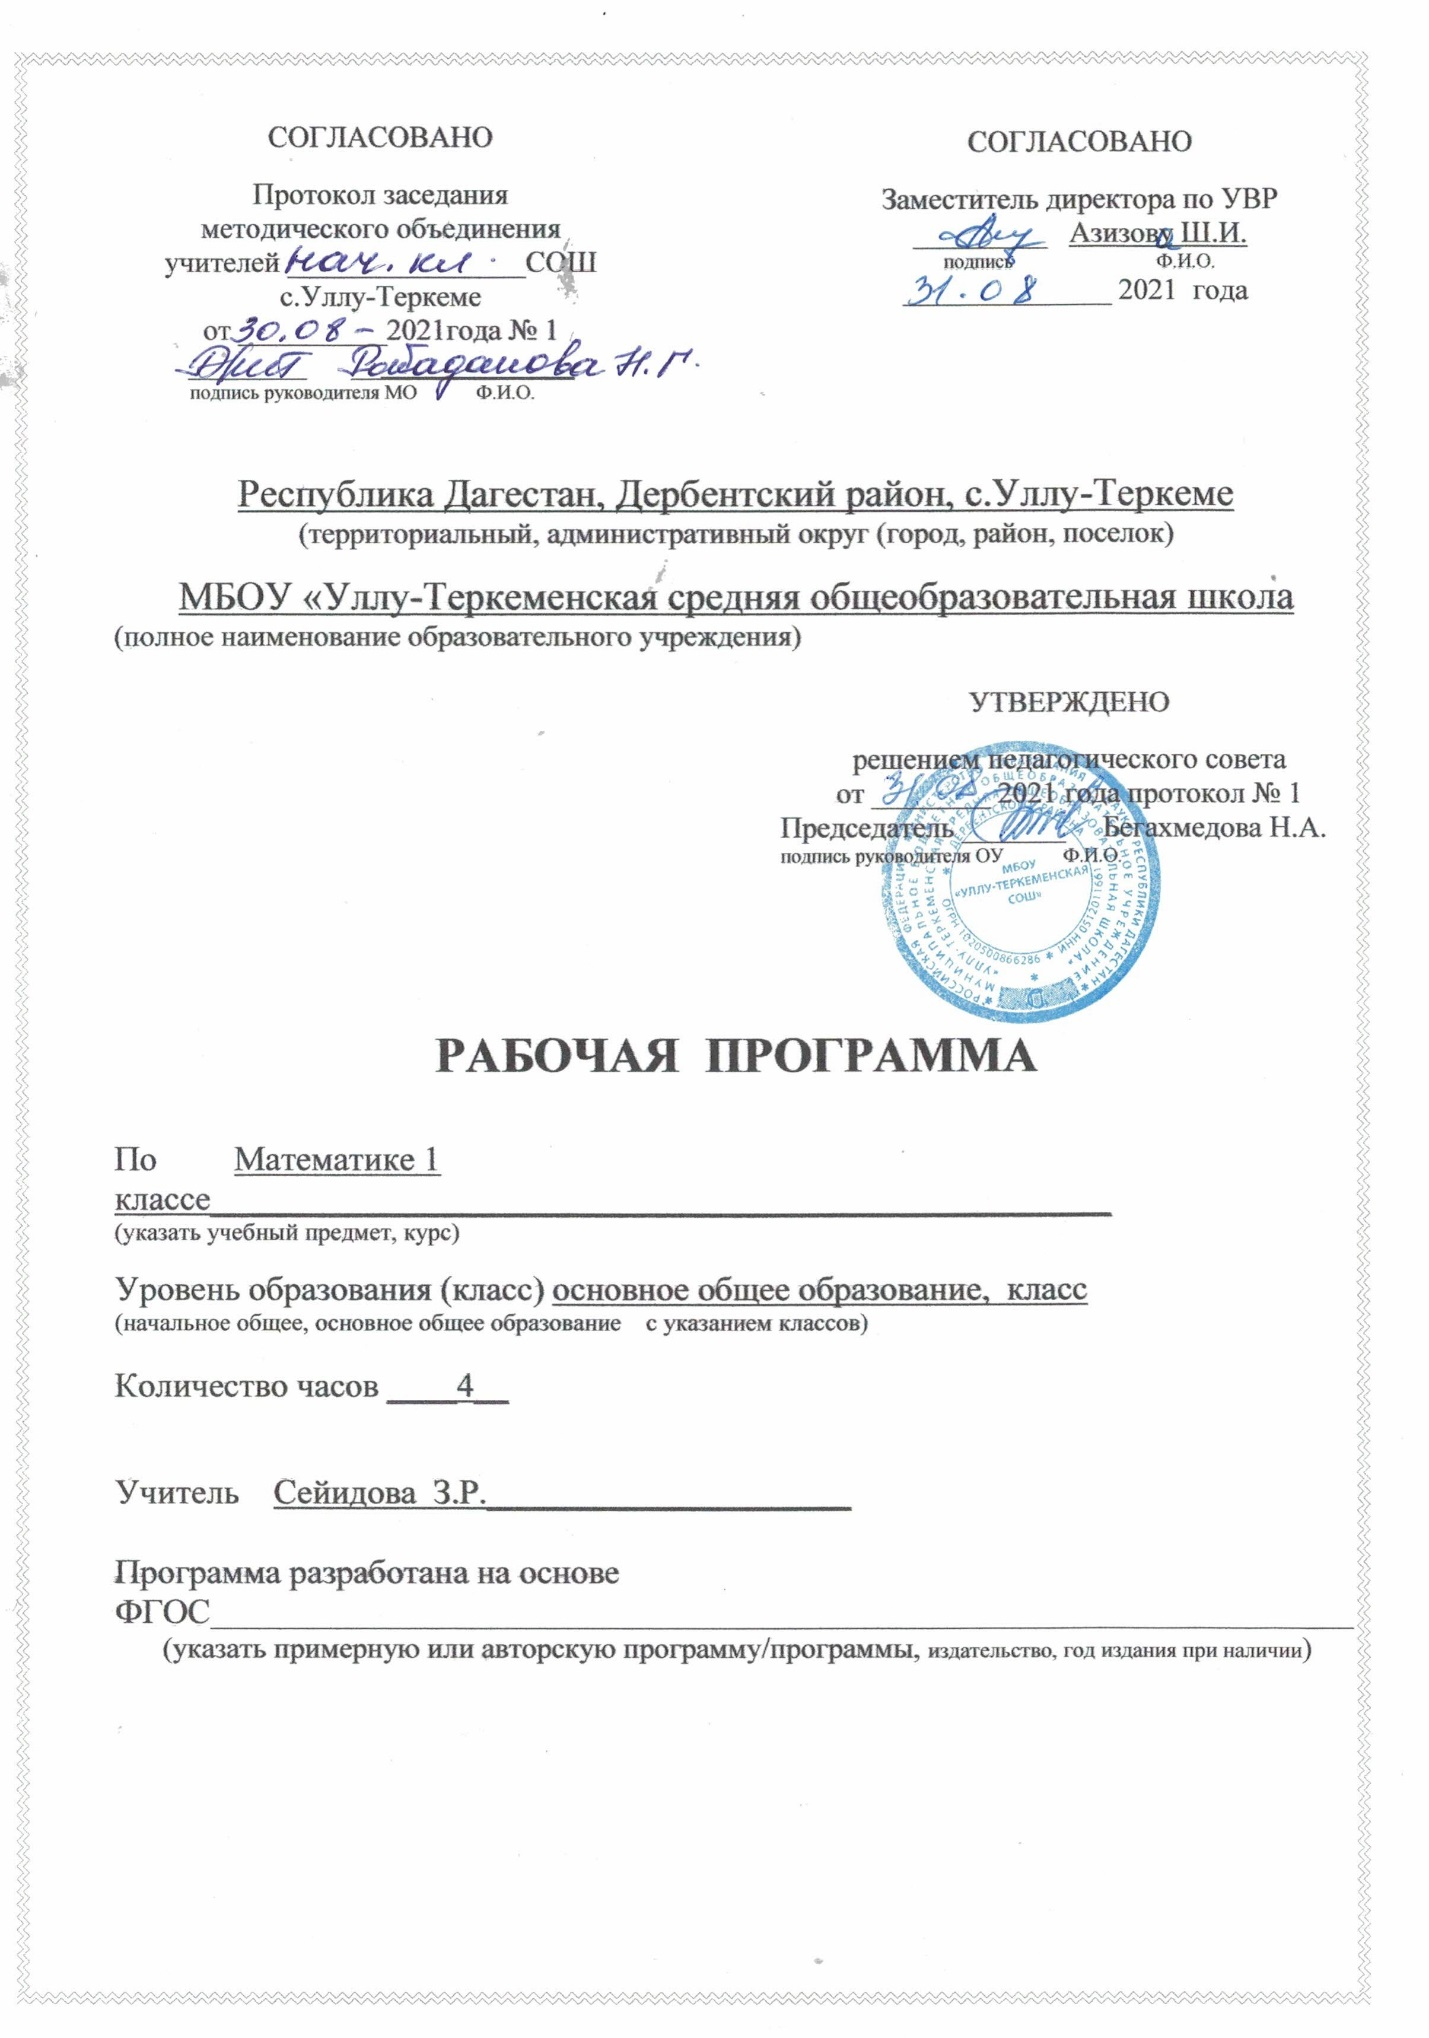 СОГЛАСОВАНО
Протокол заседания
методического объединения
учителей нач. кл. СОШ
с.Уллу-Теркеме
от 30.08 - 2021года № 1
Рабаданова Н.Г.
подпись руководителя МО Ф.И.О.
СОГЛАСОВАНО
Заместитель директора по УВР
Азизова Ш.И.
подпись Ф.И.О.
31.08 2021 года
Республика Дагестан, Дербентский район, с.Уллу-Теркеме
(территориальный, административный округ (город, район, поселок)
МБОУ «Уллу-Теркеменская средняя общеобразовательная школа
(полное наименование образовательного учреждения)
УТВЕРЖДЕНО
решением педагогического совета
от 31.08 2021 года протокол № 1
Председатель Бегахмедова Н.А.
подпись руководителя ОУ Ф.И.О.
МБОУ
«УЛЛУ-ТЕРКЕМЕНСКАЯ
СОШ»
ОГРН 1020500866286 * ИНН 0512011961
РАБОЧАЯ ПРОГРАММА
По Математике 1
классе
(указать учебный предмет, курс)
Уровень образования (класс) основное общее образование, класс
(начальное общее, основное общее образование с указанием классов)
Количество часов 4
Учитель Сейидова З.Р.
Программа разработана на основе
ФГОС
(указать примерную или авторскую программу/программы, издательство, год издания при наличии)